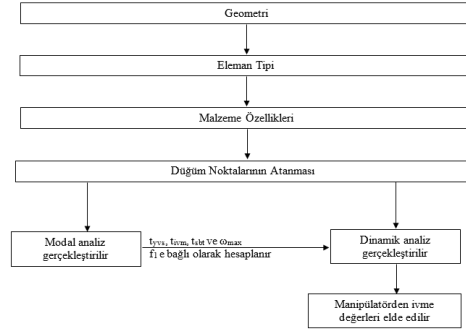 Geometri
Eleman Tipi
Malzeme Özellikleri
Düğüm Noktalarının Atanması
Modal analiz
gerçekleştirilir
tyvs, tivm, tsbt ve ωmax
f1 e bağlı olarak hesaplanır
Dinamik analiz
gerçekleştirilir
Manipülatörden ivme
değerleri elde edilir